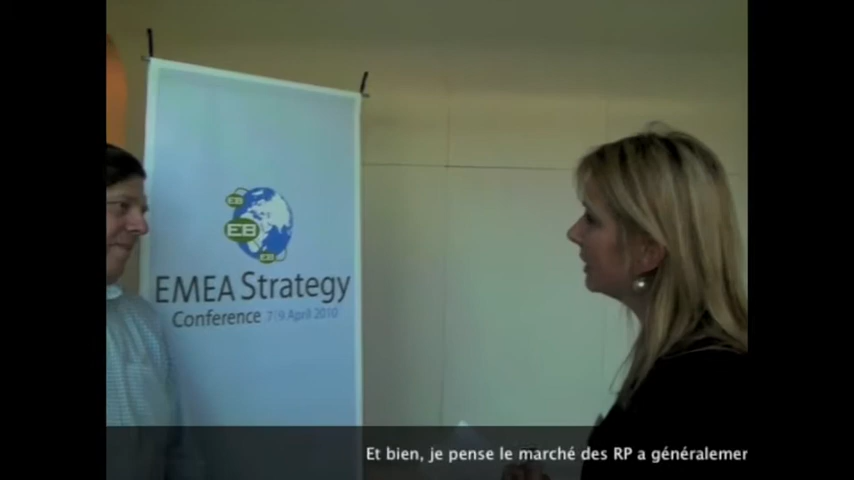 EB
EB
EB
EMEA Strategy
Conference 7|9 April 2010
Et bien, je pense le marché des RP a généralemer